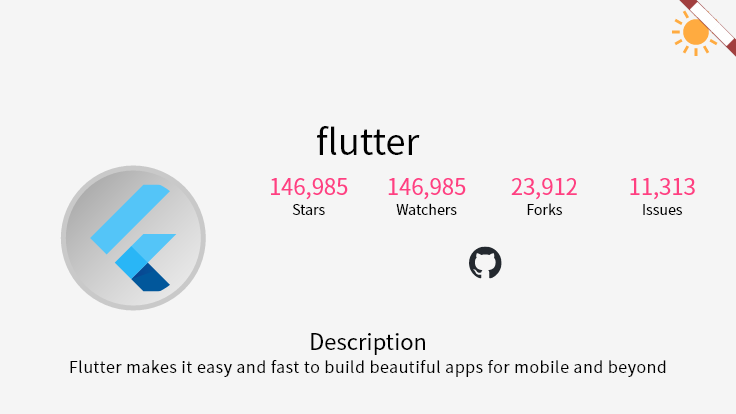 flutter
146,985 146,985 23,912 11,313
Stars Watchers Forks Issues
Description
Flutter makes it easy and fast to build beautiful apps for mobile and beyond